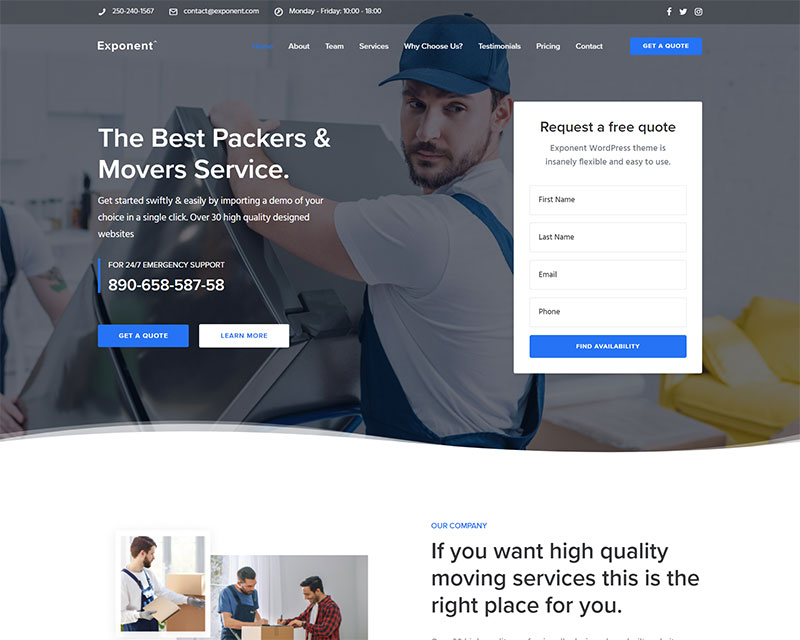 250-240-1567
contact@exponent.com
Monday - Friday: 10:00 - 18:00
Exponent^
Home
About
Team
Services
Why Choose Us?
Testimonials
Pricing
Contact
GET A QUOTE
The Best Packers &
Movers Service.
Get started swiftly & easily by importing a demo of your
choice in a single click. Over 30 high quality designed
websites
FOR 24/7 EMERGENCY SUPPORT
890-658-587-58
GET A QUOTE
LEARN MORE
Request a free quote
Exponent WordPress theme is
insanely flexible and easy to use.
First Name
Last Name
Email
Phone
FIND AVAILABILITY
OUR COMPANY
If you want high quality
moving services this is the
right place for you.